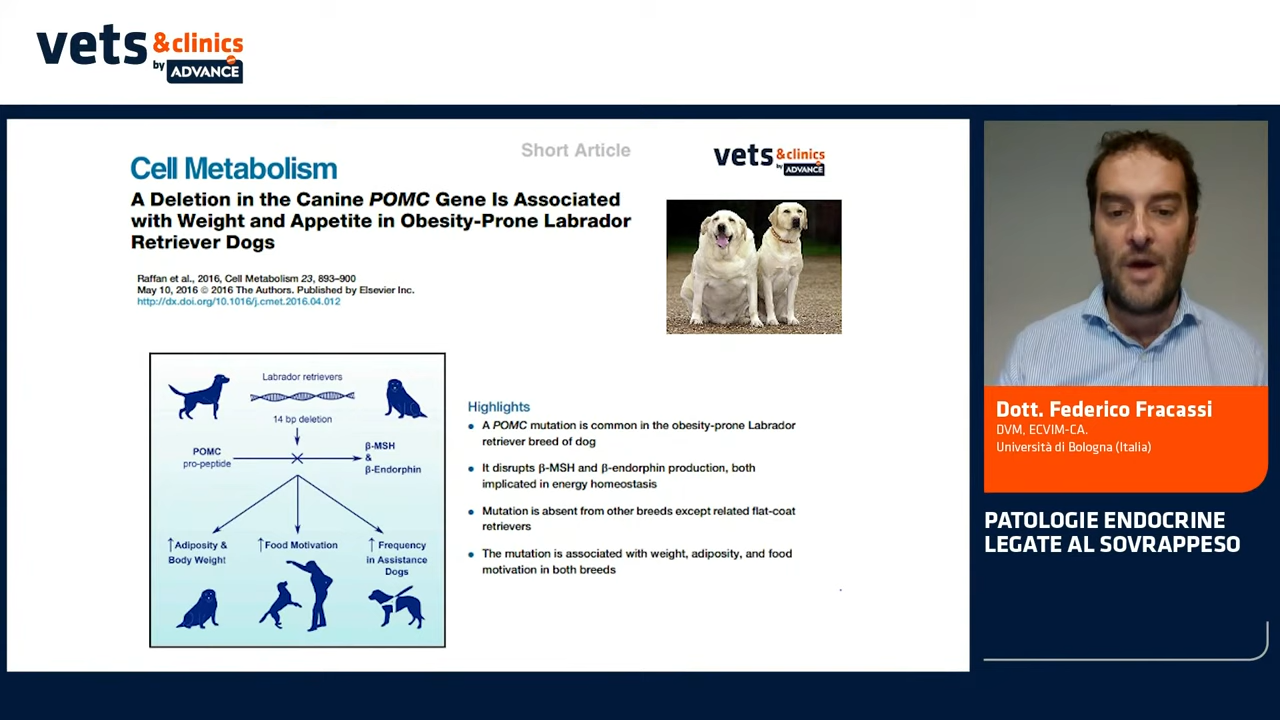 vets &clinics
by ADVANCE
Cell Metabolism
Short Article
vets &clinics
by ADVANCE
A Deletion in the Canine POMC Gene Is Associated
with Weight and Appetite in Obesity-Prone Labrador
Retriever Dogs
Raffan et al., 2016, Cell Metabolism 23, 893–900
May 10, 2016 © 2016 The Authors. Published by Elsevier Inc.
http://dx.doi.org/10.1016/j.cmet.2016.04.012
Labrador retrievers
14 bp deletion
POMC
pro-peptide
β-MSH
&
β-Endorphin
↑Adiposity &
Body Weight
↑Food Motivation
↑ Frequency
in Assistance
Dogs
Highlights
• A POMC mutation is common in the obesity-prone Labrador
retriever breed of dog
• It disrupts β-MSH and β-endorphin production, both
implicated in energy homeostasis
• Mutation is absent from other breeds except related flat-coat
retrievers
• The mutation is associated with weight, adiposity, and food
motivation in both breeds
Dott. Federico Fracassi
DVM, ECVIM-CA.
Università di Bologna (Italia)
PATOLOGIE ENDOCRINE
LEGATE AL SOVRAPPESO